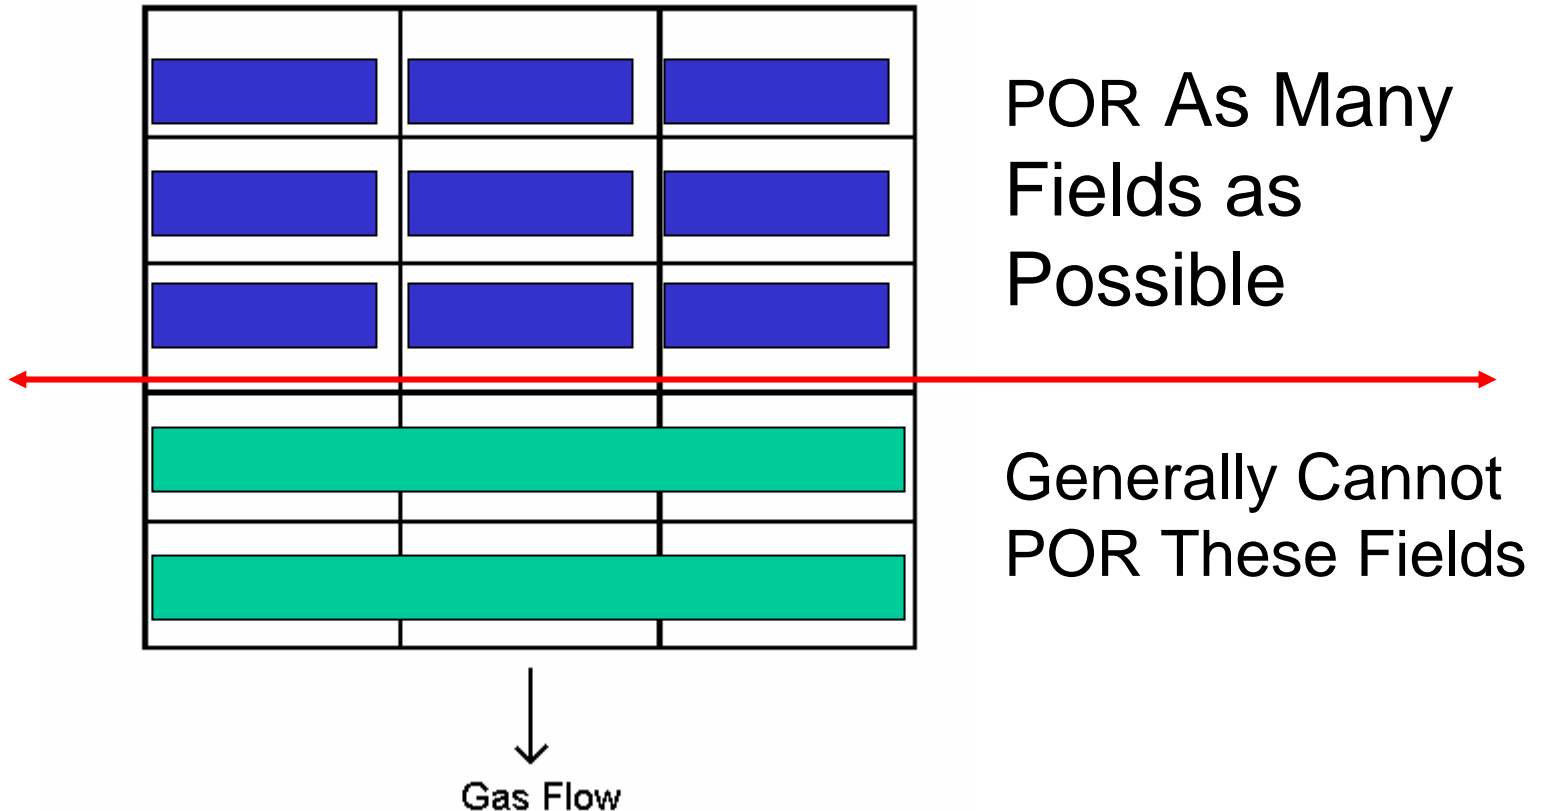 POR As Many
Fields as
Possible
Generally Cannot
POR These Fields
Gas Flow